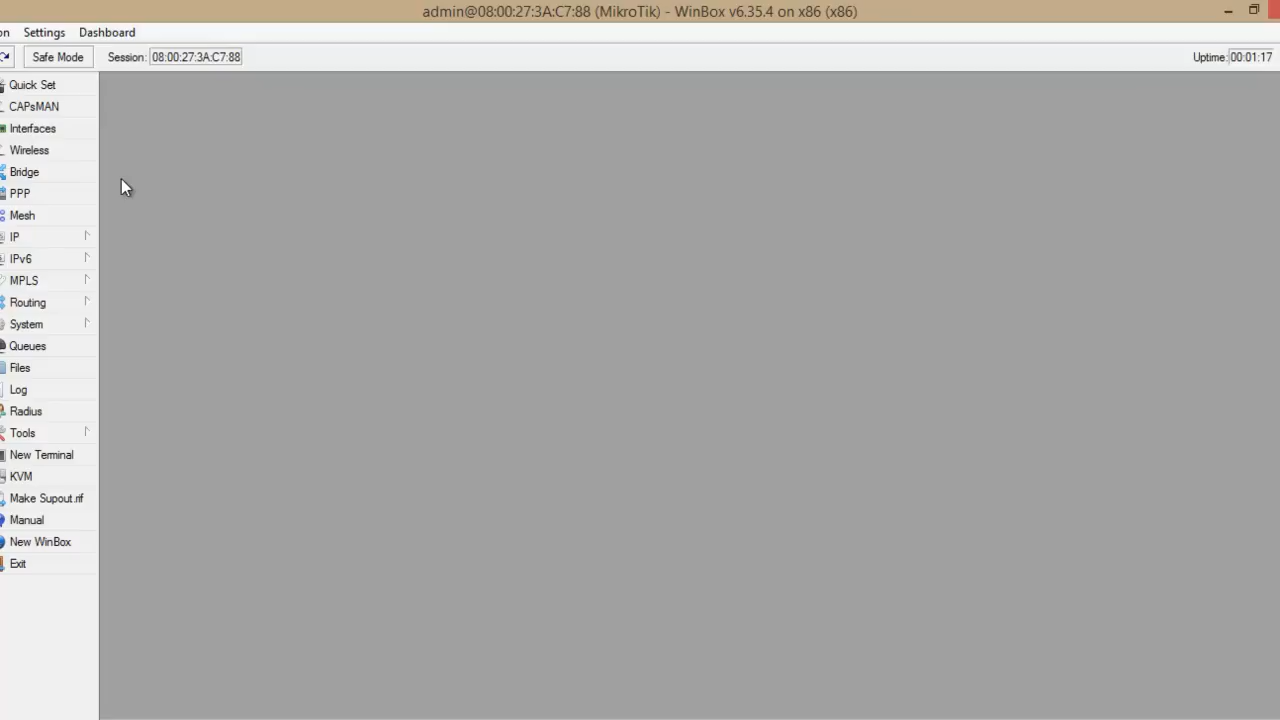 admin@08:00:27:3A:C7:88 (MikroTik) - WinBox v6.35.4 on x86 (x86)
on Settings Dashboard
Safe Mode Session: 08:00:27:3A:C7:88 Uptime: 00:01:17
Quick Set
CAPsMAN
Interfaces
Wireless
Bridge
PPP
Mesh
IP
IPv6
MPLS
Routing
System
Queues
Files
Log
Radius
Tools
New Terminal
KVM
Make Supout.rif
Manual
New WinBox
Exit